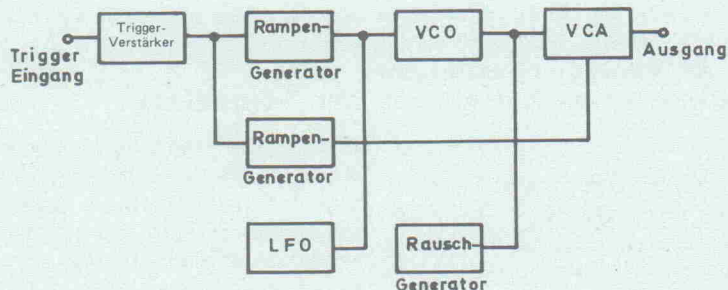 Trigger
Eingang
Trigger-
Verstärker
Rampen-
Generator
VCO
VCA
Ausgang
Rampen-
Generator
LFO
Rausch-
Generator